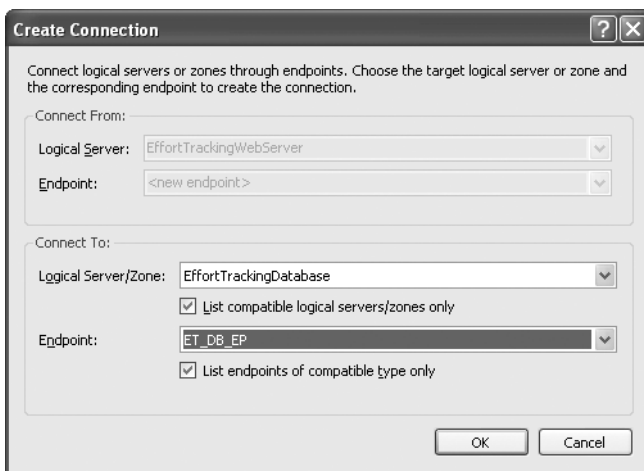 Create Connection
Connect logical servers or zones through endpoints. Choose the target logical server or zone and
the corresponding endpoint to create the connection.
Connect From:
Logical Server: EffortTrackingWebServer
Endpoint: <new endpoint>
Connect To:
Logical Server/Zone: EffortTrackingDatabase
List compatible logical servers/zones only
Endpoint: ET_DB_EP
List endpoints of compatible type only
OK Cancel